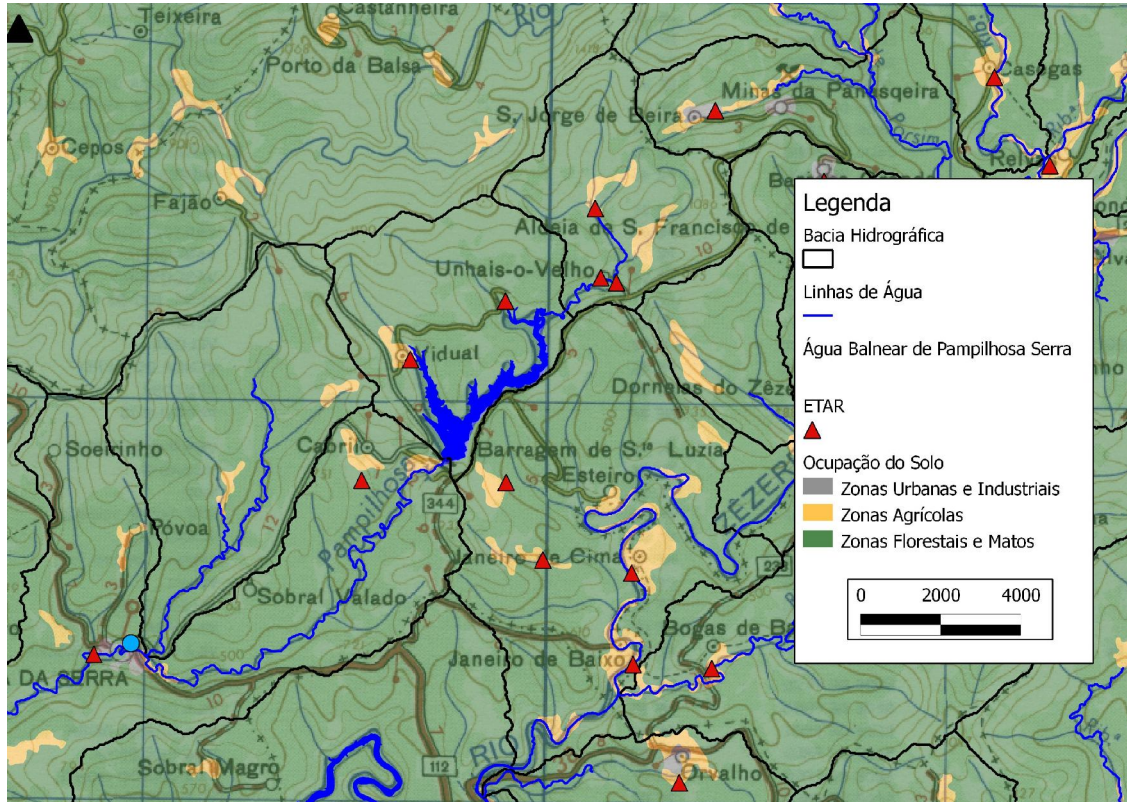 Teixeira
Castanheira
RIO
Porto da Balsa
Casegas
Minas da Panasqueira
S. Jorge de Beira
Cepos
Fajão
Aldeia de S. Francisco de
Unhais-o-Velho
Vidual
Dornelas do Zêze
Soeirinho
Cabril
Barragem de S.ta Luzia
Esteiro
ZÊZERE
344
Pampilhosa
Póvoa
Janeiro de Cima
Sobral Valado
Bogas de Ba
Janeiro de Baixo
A DA SERRA
RIO
112
Sobral Magro
Orvalho
Legenda
Bacia Hidrográfica
Linhas de Água
Água Balnear de Pampilhosa Serra
ETAR
Ocupação do Solo
Zonas Urbanas e Industriais
Zonas Agrícolas
Zonas Florestais e Matos
0 2000 4000